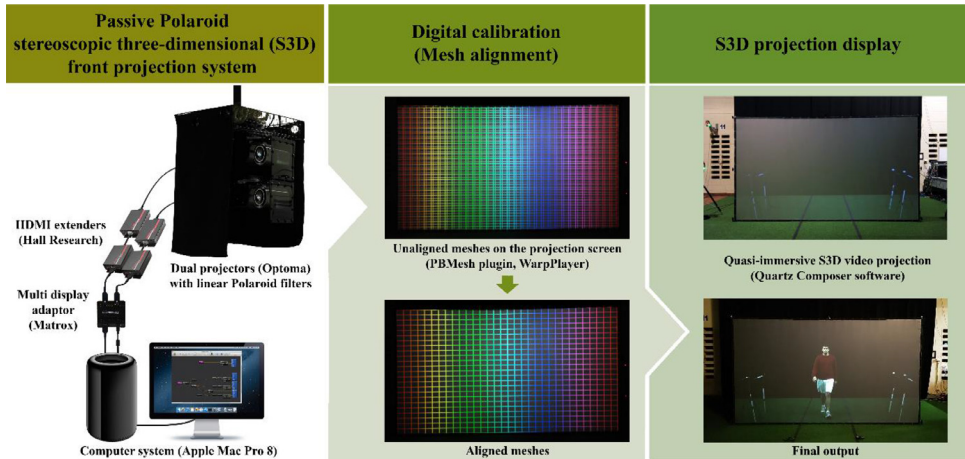 Passive Polaroid
stereoscopic three-dimensional (S3D)
front projection system
Digital calibration
(Mesh alignment)
S3D projection display
HDMI extenders
(Hall Research)
Dual projectors (Optoma)
with linear Polaroid filters
Multi display
adaptor
(Matrox)
Computer system (Apple Mac Pro 8)
Unaligned meshes on the projection screen
(PBMesh plugin, WarpPlayer)
Aligned meshes
Quasi-immersive S3D video projection
(Quartz Composer software)
Final output